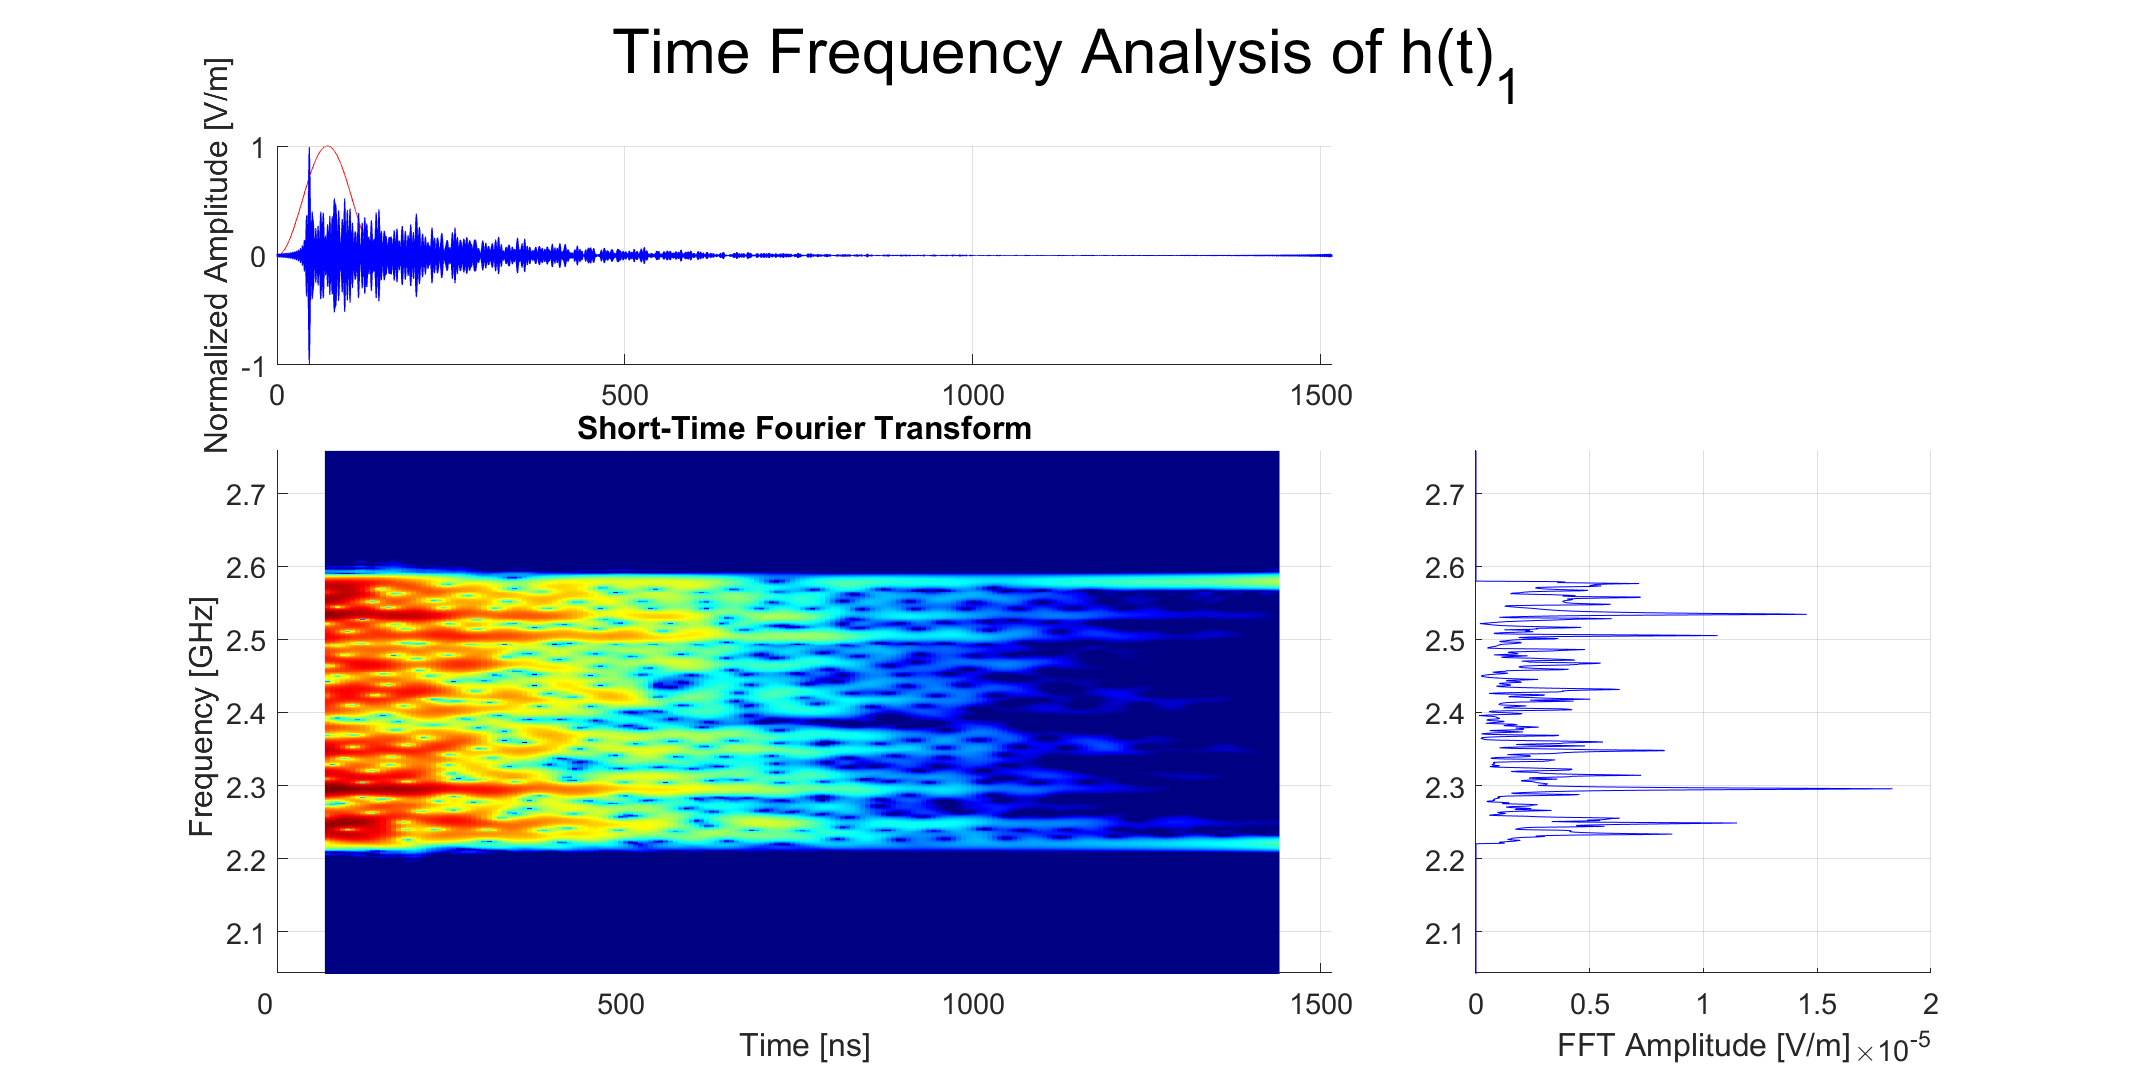 Time Frequency Analysis of h(t)₁
Normalized Amplitude [V/m]
1
0
-1
0 500 1000 1500
Short-Time Fourier Transform
Frequency [GHz]
2.7
2.6
2.5
2.4
2.3
2.2
2.1
0 500 1000 1500
Time [ns]
2.7
2.6
2.5
2.4
2.3
2.2
2.1
0 0.5 1 1.5 2
FFT Amplitude [V/m] ×10⁻⁵